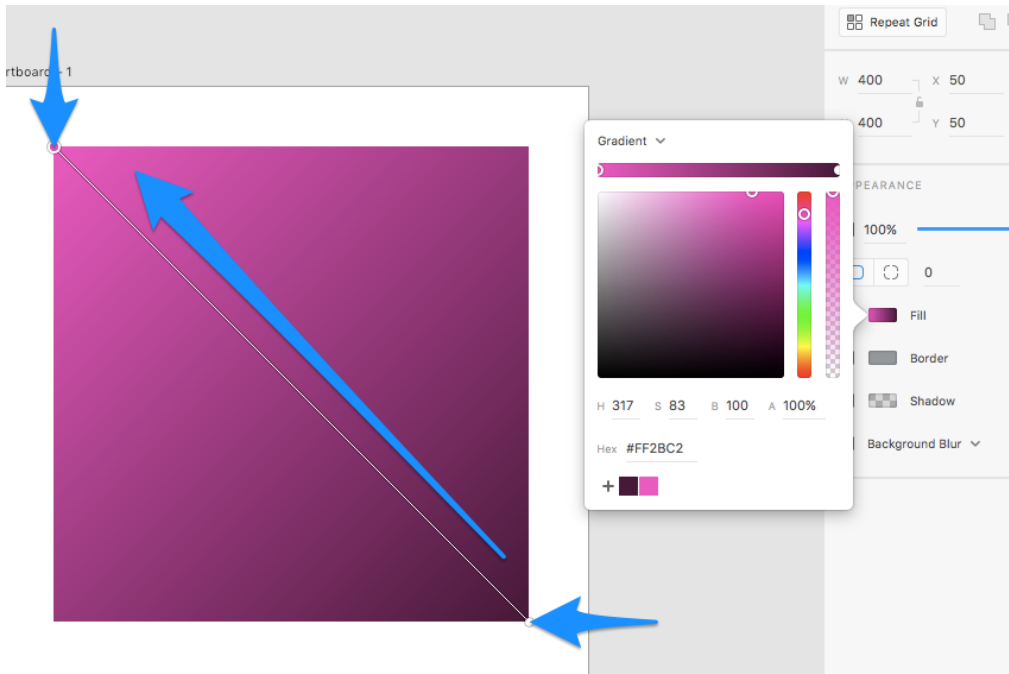 Repeat Grid
rtboard - 1
W 400 X 50
400 Y 50
Gradient
PEARANCE
100%
0
Fill
Border
Shadow
H 317 S 83 B 100 A 100%
Background Blur
Hex #FF2BC2